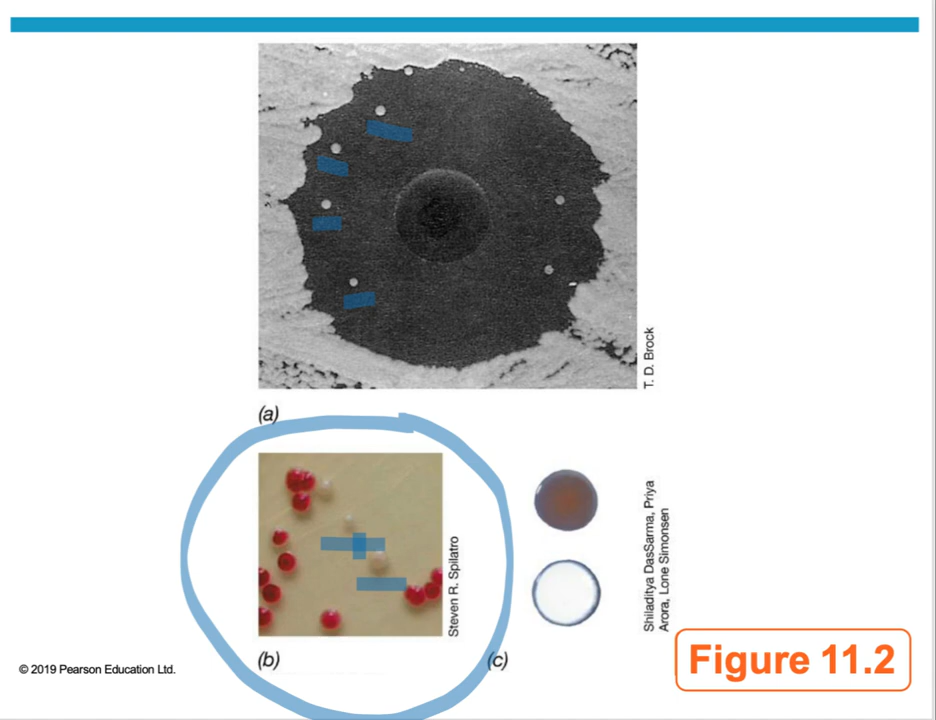 T. D. Brock
(a)
Steven R. Spilatro
Shiladitya DasSarma, Priya
Arora, Lone Simonsen
(b)
(c)
© 2019 Pearson Education Ltd.
Figure 11.2